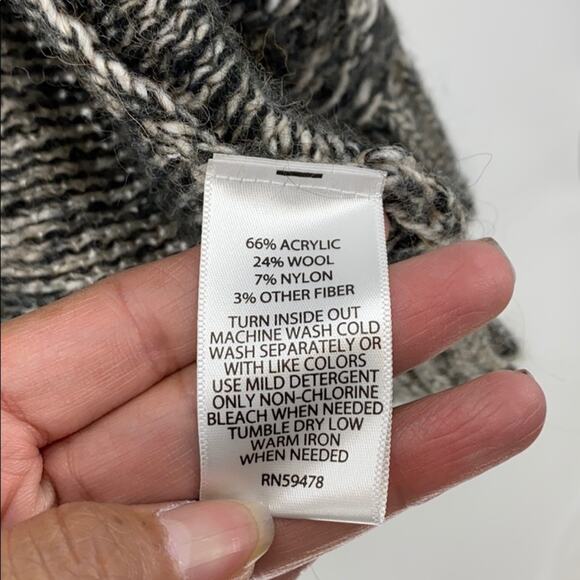 66% ACRYLIC
24% WOOL
7% NYLON
3% OTHER FIBER
TURN INSIDE OUT
MACHINE WASH COLD
WASH SEPARATELY OR
WITH LIKE COLORS
USE MILD DETERGENT
ONLY NON-CHLORINE
BLEACH WHEN NEEDED
TUMBLE DRY LOW
WARM IRON
WHEN NEEDED
RN59478